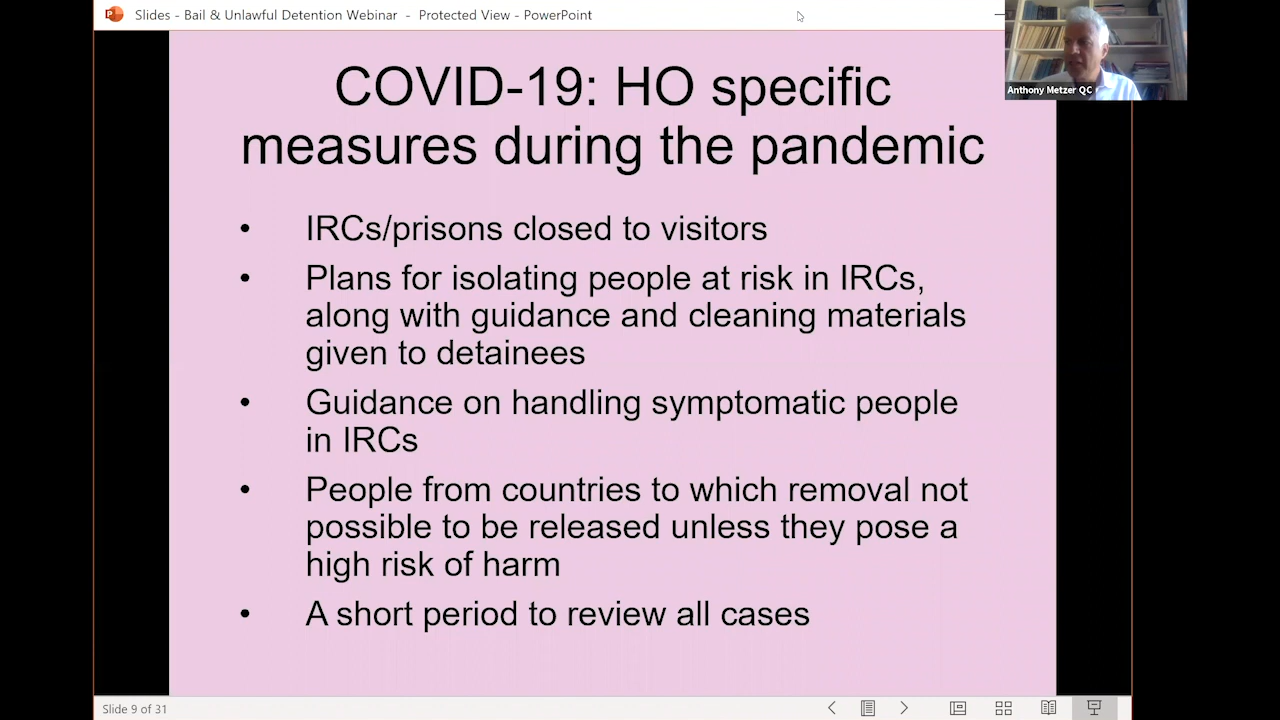 Slides - Bail & Unlawful Detention Webinar - Protected View - PowerPoint
Anthony Metzer QC
COVID-19: HO specific
measures during the pandemic
• IRCs/prisons closed to visitors
• Plans for isolating people at risk in IRCs,
along with guidance and cleaning materials
given to detainees
• Guidance on handling symptomatic people
in IRCs
• People from countries to which removal not
possible to be released unless they pose a
high risk of harm
• A short period to review all cases
Slide 9 of 31